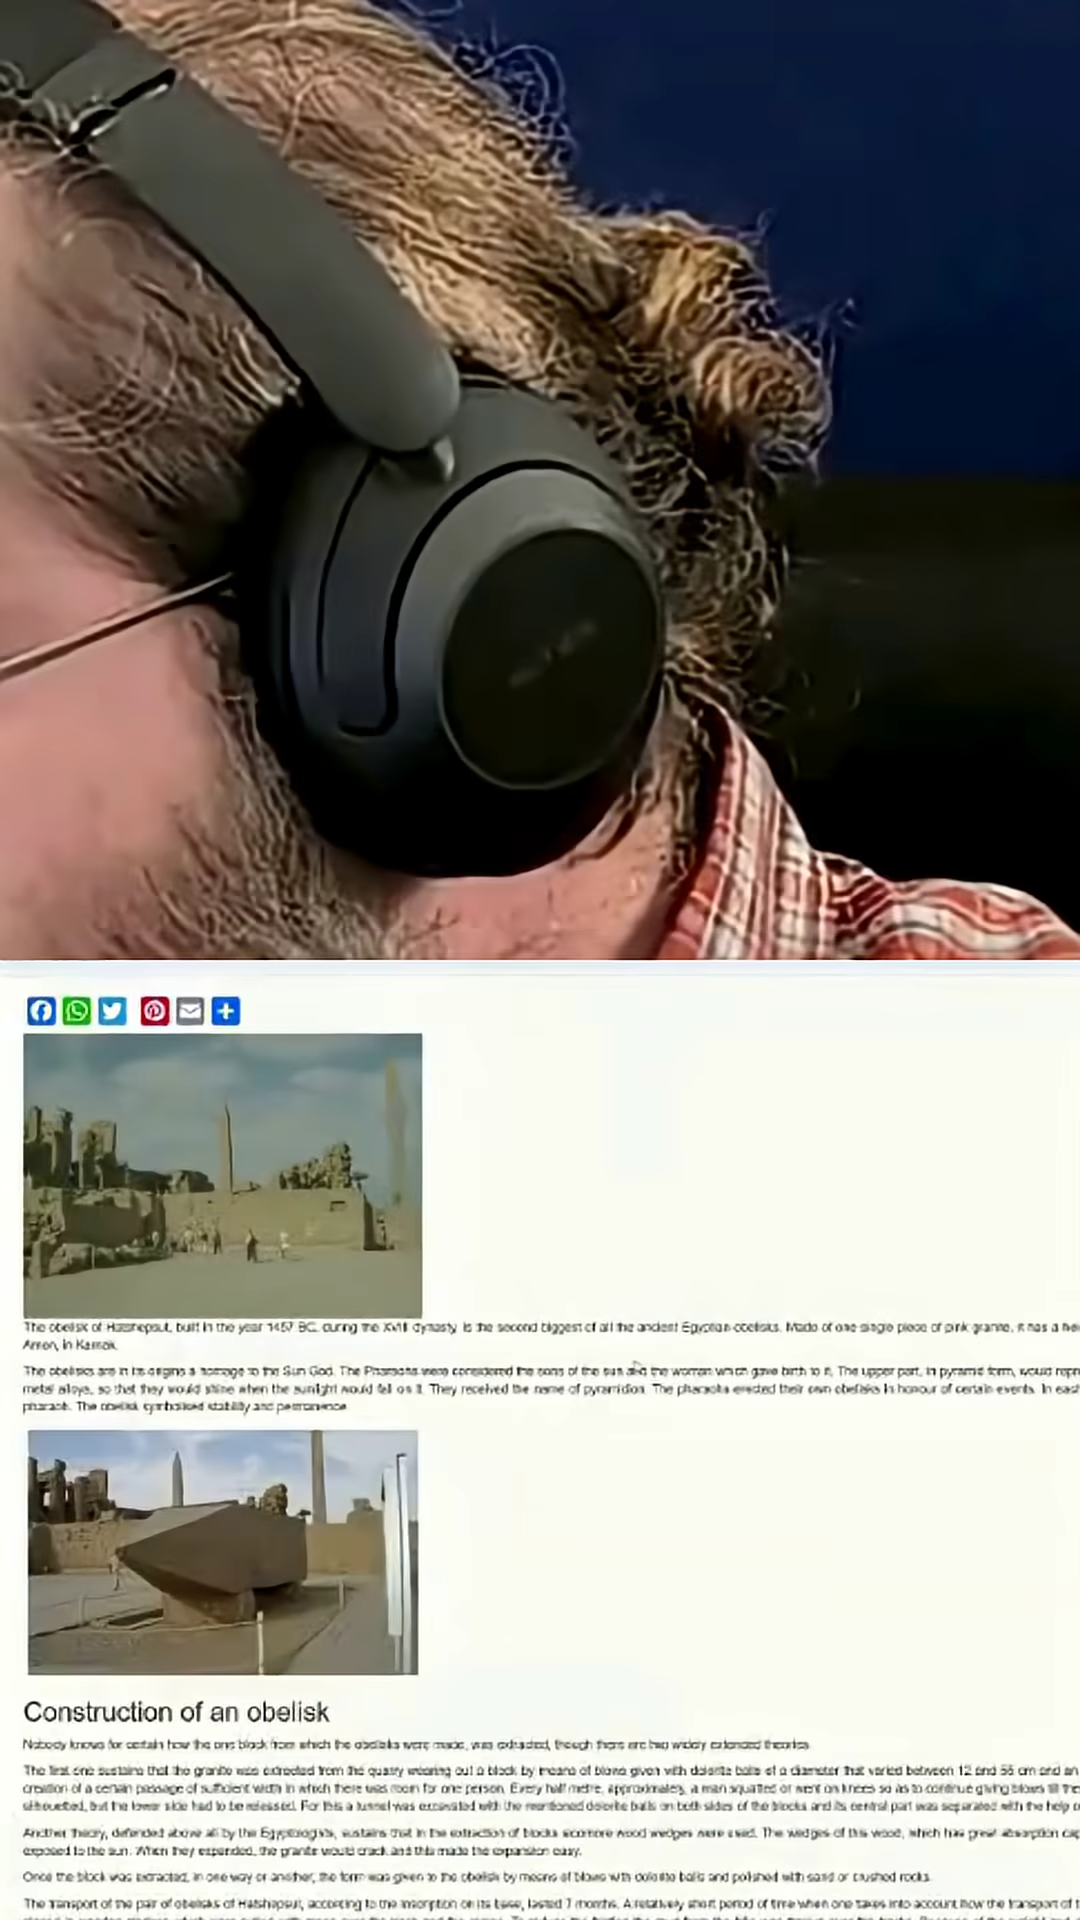 The obelisk of Hatshepsut, built in the year 1457 BC, during the XVIII dynasty, is the second biggest of all the ancient Egyptian obelisks. Made of one single piece of pink granite, it has a
Amon, in Karnak.
The obelisks are in its origins a homage to the Sun God. The Pharaohs were considered the sons of the sun and the woman which gave birth to it. The upper part, in pyramid form, would
metal alloys, so that they would shine when the sunlight would fall on it. They received the name of pyramidion. The pharaohs erected their own obelisks in honour of certain events. In each
pharaoh. The obelisk symbolised stability and permanence
Construction of an obelisk
Nobody knows for certain how the one block from which the obelisks were made, was extracted, though there are two widely extended theories
The first one sustains that the granite was extracted from the quarry wearing out a block by means of blows given with dolerite balls of a diameter that varied between 12 and 55 cm and an
creation of a certain passage of sufficient width in which there was room for one person. Every half metre, approximately, a man squatted or went on knees so as to continue giving blows till
silhouetted, but the lower side had to be released. For this a tunnel was excavated with the mentioned dolerite balls on both sides of the blocks and its central part was separated with the help
Another theory, defended above all by the Egyptologists, sustains that in the extraction of blocks sicomore wood wedges were used. The wedges of this wood, which has great absorption
exposed to the sun. When they expanded, the granite would crack and this made the expansion easy.
Once the block was extracted, in one way or another, the form was given to the obelisk by means of blows with dolerite balls and polished with sand or crushed rocks.
The transport of the pair of obelisks of Hatshepsut, according to the inscription on its base, lasted 7 months. A relatively short period of time when one takes into account how the transport of